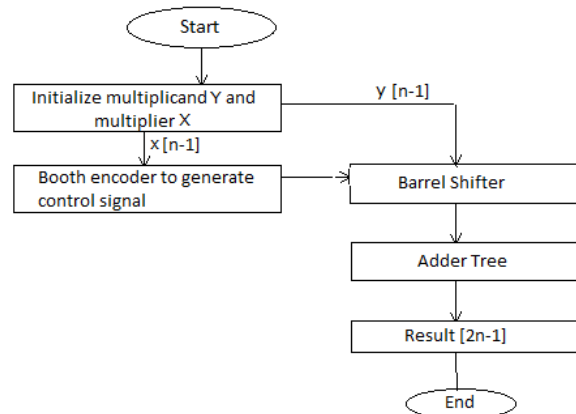 Start
Initialize multiplicand Y and
multiplier X
y [n-1]
x [n-1]
Booth encoder to generate
control signal
Barrel Shifter
Adder Tree
Result [2n-1]
End